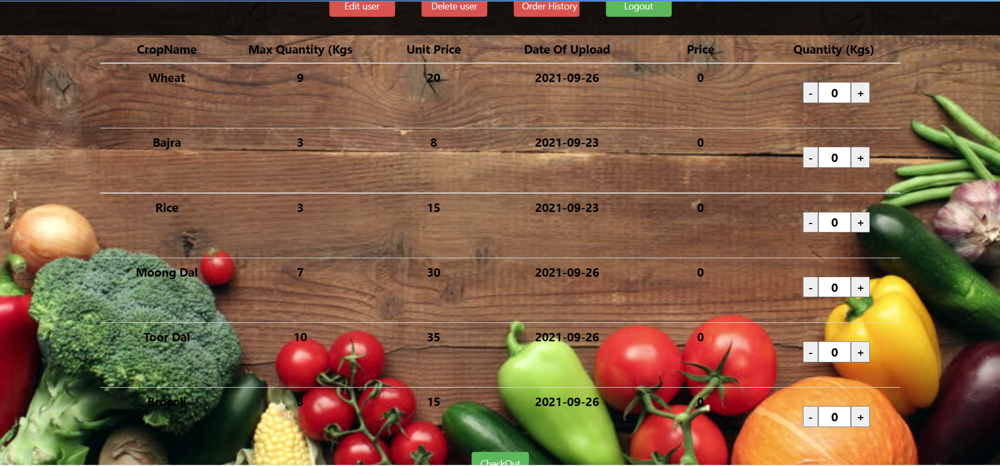 Edit user Delete user Order History Logout
CropName Max Quantity (Kgs Unit Price Date Of Upload Price Quantity (Kgs)
Wheat 9 20 2021-09-26 0 - 0 +
Bajra 3 8 2021-09-23 0 - 0 +
Rice 3 15 2021-09-23 0 - 0 +
Moong Dal 7 30 2021-09-26 0 - 0 +
Toor Dal 10 35 2021-09-26 0 - 0 +
Brocoli 3 15 2021-09-26 0 - 0 +
CheckOut